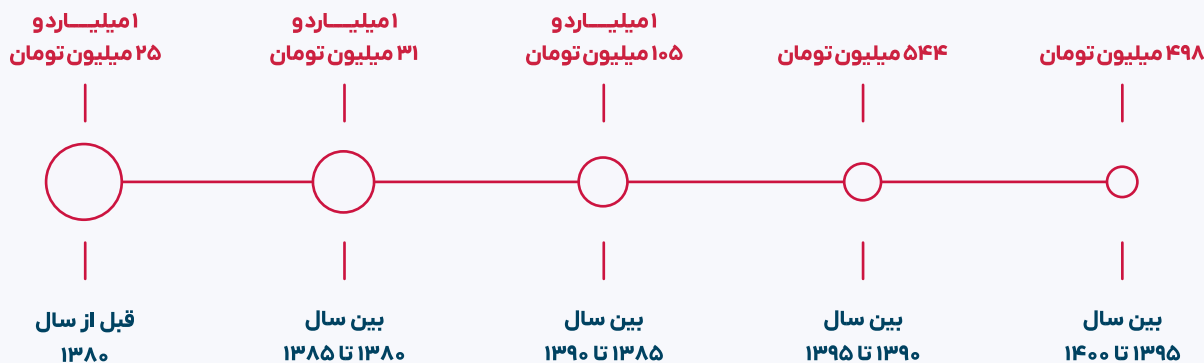 ۴۹۸ میلیون تومان
بین سال
۱۳۹۵ تا ۱۴۰۰
۵۴۴ میلیون تومان
بین سال
۱۳۹۰ تا ۱۳۹۵
۱ میلیـــارد و
۱۰۵ میلیون تومان
بین سال
۱۳۸۵ تا ۱۳۹۰
۱ میلیـــارد و
۳۱ میلیون تومان
بین سال
۱۳۸۰ تا ۱۳۸۵
۱ میلیـــارد و
۲۵ میلیون تومان
قبل از سال
۱۳۸۰